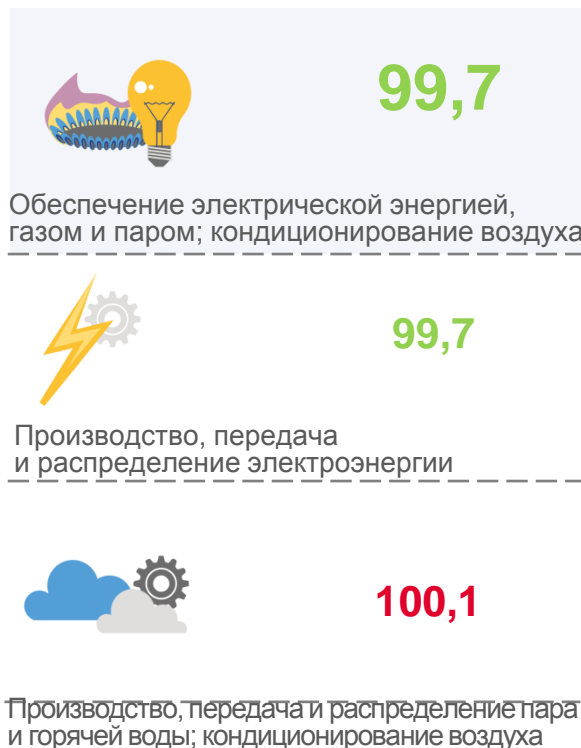 99,7
Обеспечение электрической энергией,
газом и паром; кондиционирование воздуха
99,7
Производство, передача
и распределение электроэнергии
100,1
Производство, передача и распределение пара
и горячей воды; кондиционирование воздуха